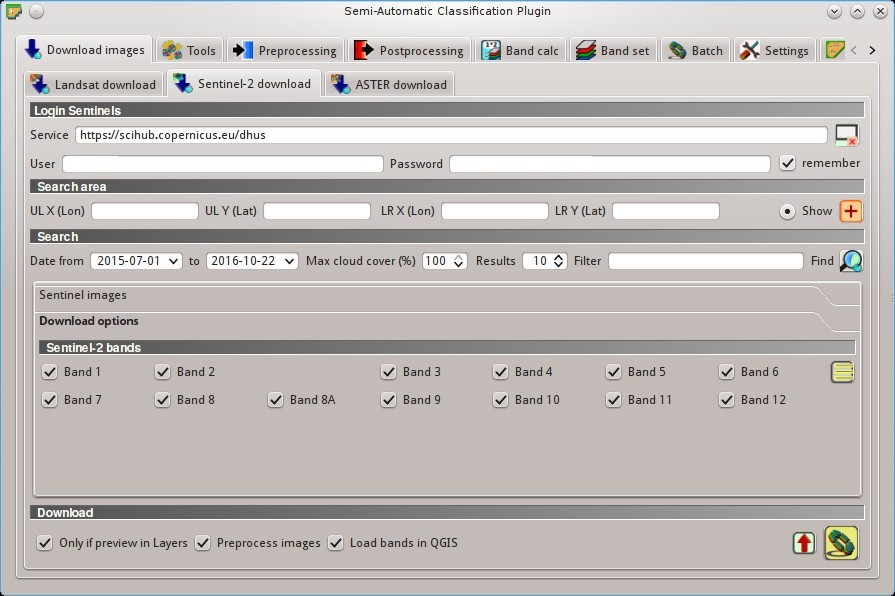 Semi-Automatic Classification Plugin
Download images Tools Preprocessing Postprocessing Band calc Band set Batch Settings
Landsat download Sentinel-2 download ASTER download
Login Sentinels
Service https://scihub.copernicus.eu/dhus
User Password remember
Search area
UL X (Lon) UL Y (Lat) LR X (Lon) LR Y (Lat) Show
Search
Date from 2015-07-01 to 2016-10-22 Max cloud cover (%) 100 Results 10 Filter Find
Sentinel images
Download options
Sentinel-2 bands
Band 1 Band 2 Band 3 Band 4 Band 5 Band 6
Band 7 Band 8 Band 8A Band 9 Band 10 Band 11 Band 12
Download
Only if preview in Layers Preprocess images Load bands in QGIS